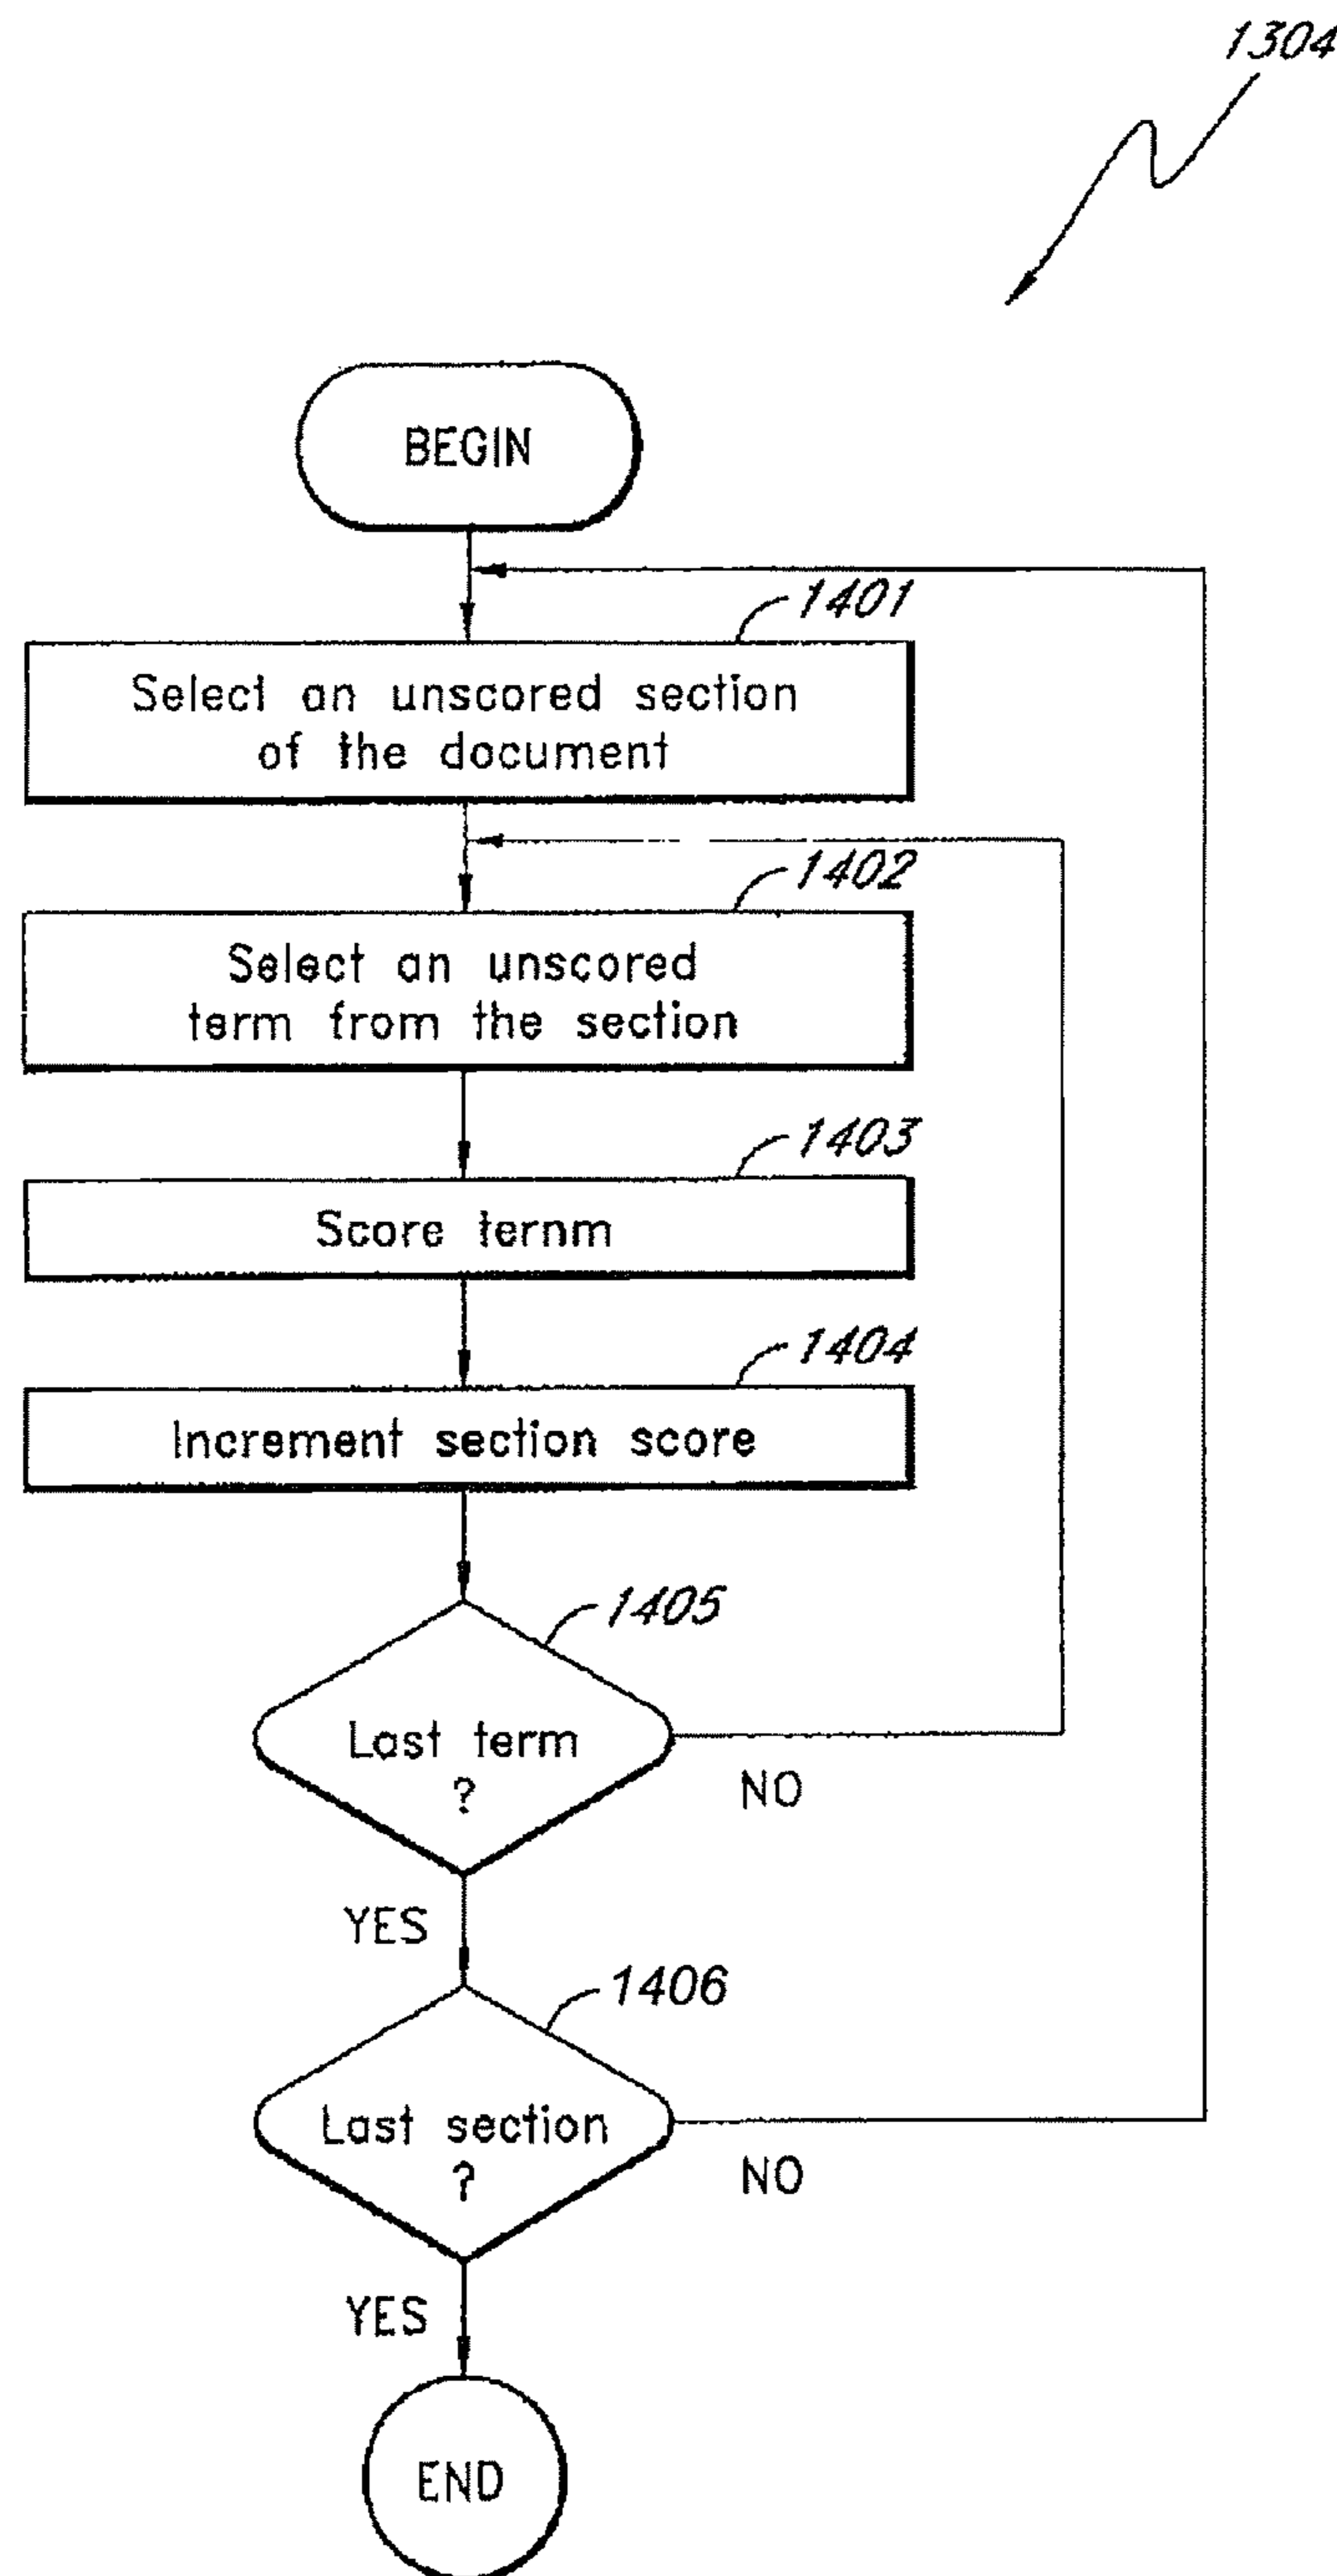 1304
BEGIN
1401
Select an unscored section
of the document
1402
Select an unscored
term from the section
1403
Score ternm
1404
Increment section score
1405
Last term
?
NO
YES
1406
Last section
?
NO
YES
END